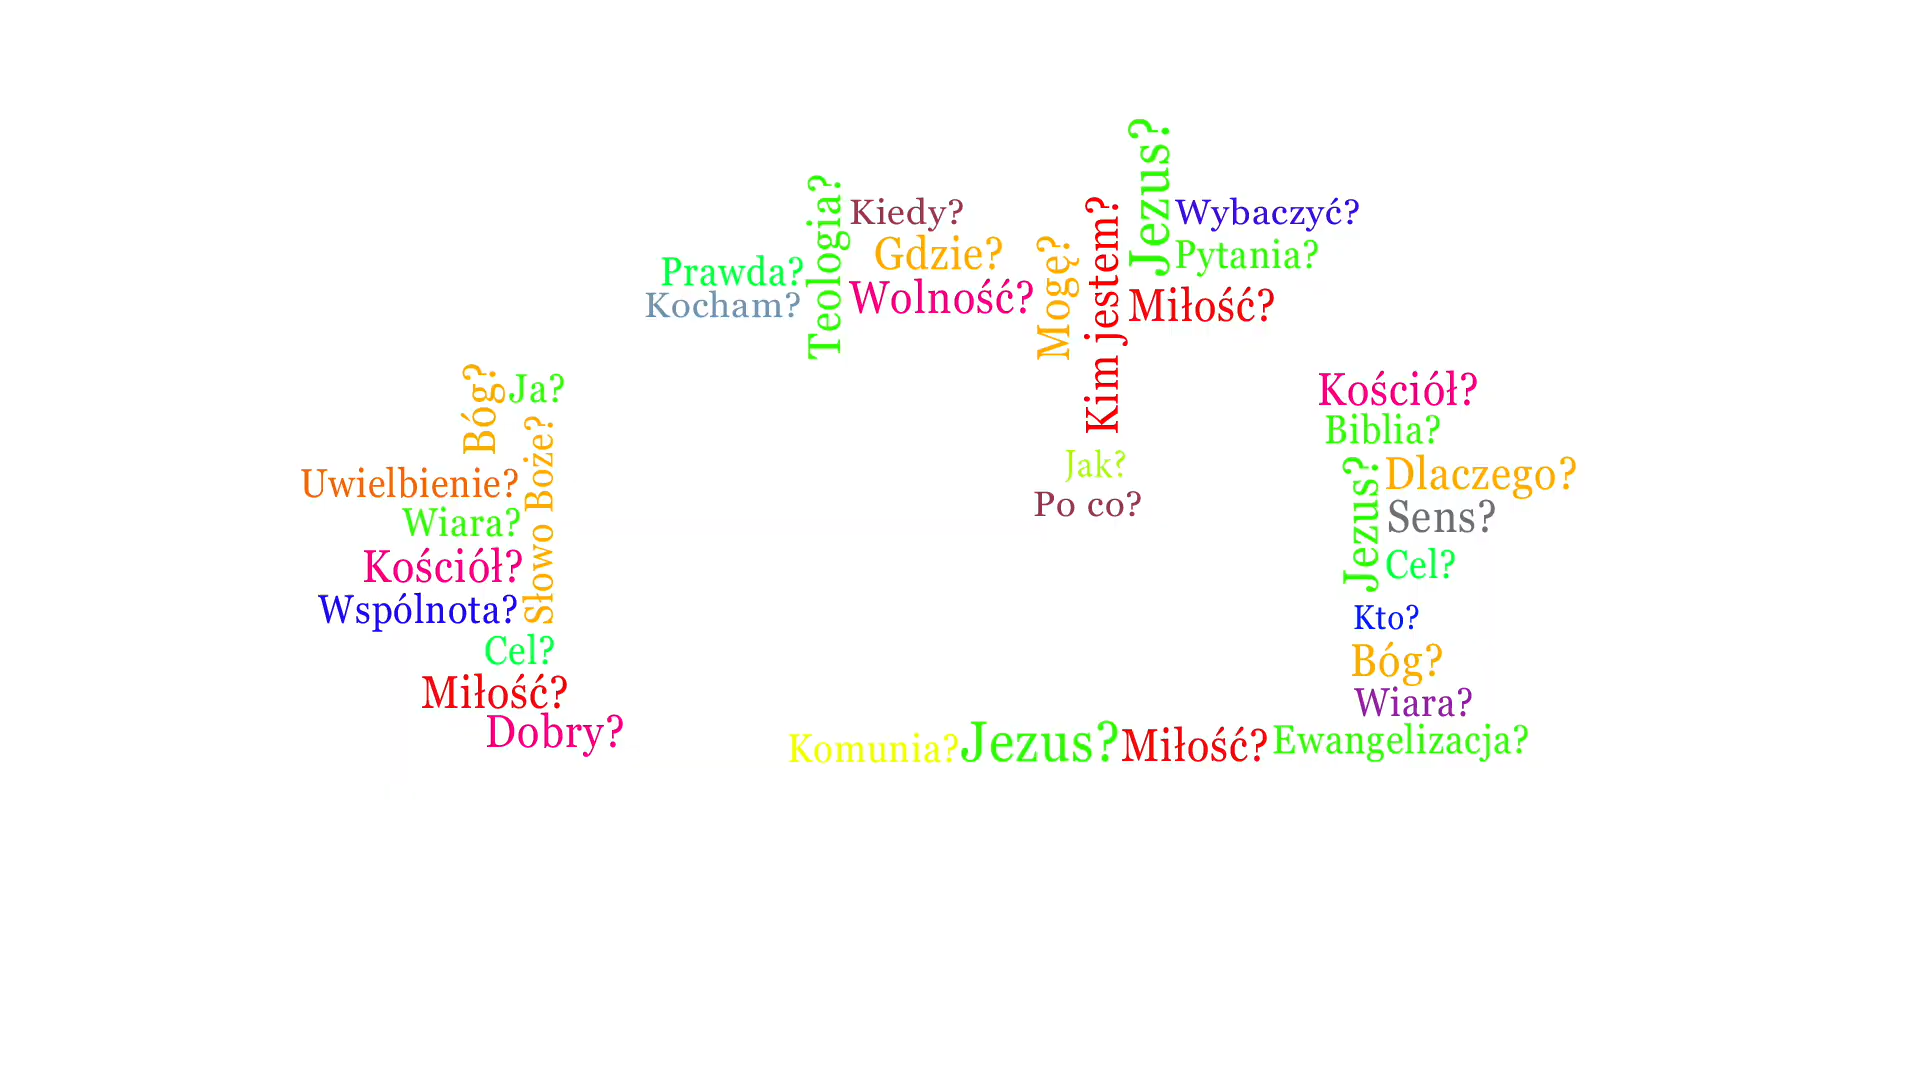 Jezus?
Teologia?
Kiedy?
Wybaczyć?
Kim jestem?
Gdzie?
Mogę?
Pytania?
Prawda?
Kocham?
Wolność?
Miłość?
Bóg?
Ja?
Kościół?
Słowo Boże?
Biblia?
Jak?
Uwielbienie?
Jezus?
Dlaczego?
Po co?
Wiara?
Sens?
Kościół?
Cel?
Wspólnota?
Kto?
Cel?
Bóg?
Miłość?
Wiara?
Dobry?
Komunia?
Jezus?
Miłość?
Ewangelizacja?